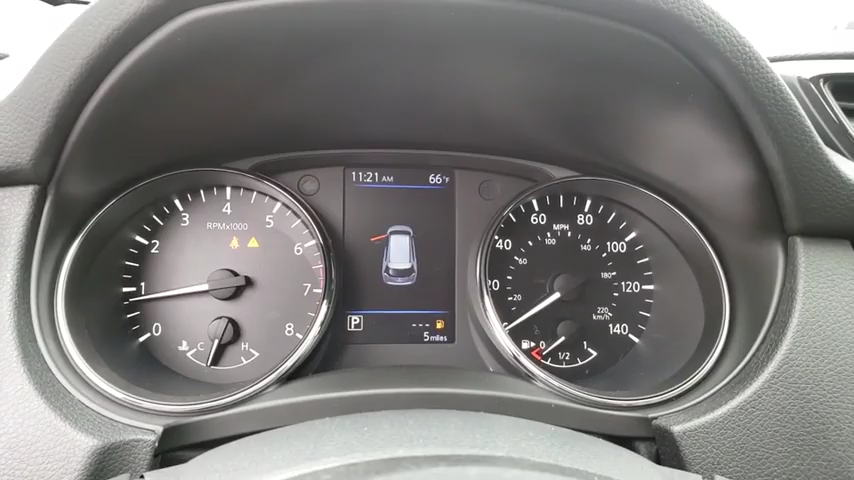 11:21 AM 66°F
RPMx1000
0 1 2 3 4 5 6 7 8
C H
P ---
5 miles
MPH
20 40 60 80 100 120 140
20 60 100 140 180 220
km/h
0 1/2 1